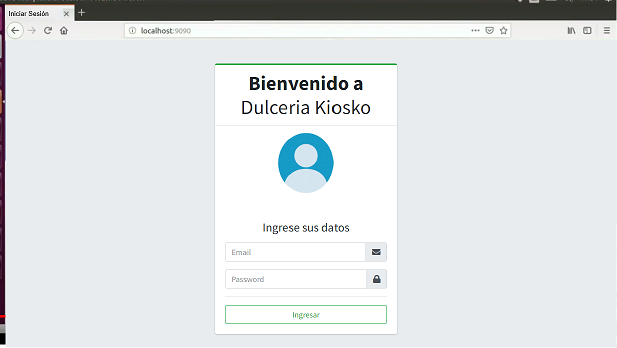 Iniciar Sesión
localhost:9090
Bienvenido a
Dulceria Kiosko
Ingrese sus datos
Email
Password
Ingresar